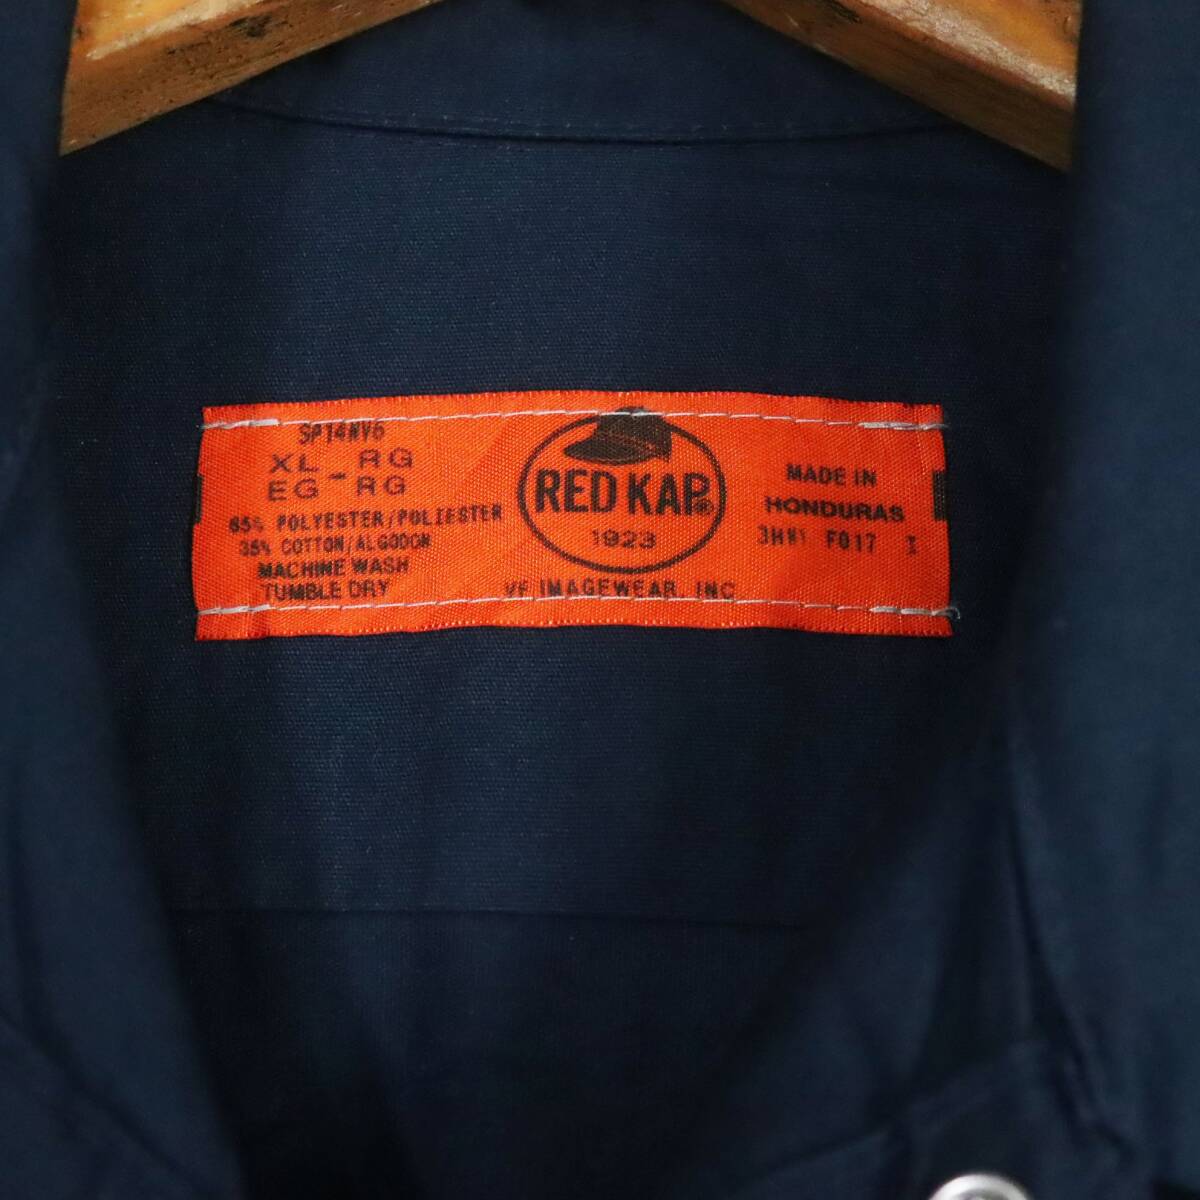 SP14NV6
XL - RG
EG - RG
65% POLYESTER/POLIESTER
35% COTTON/ALGODON
MACHINE WASH
TUMBLE DRY
RED KAP®
1923
VF IMAGEWEAR, INC
MADE IN
HONDURAS
F017